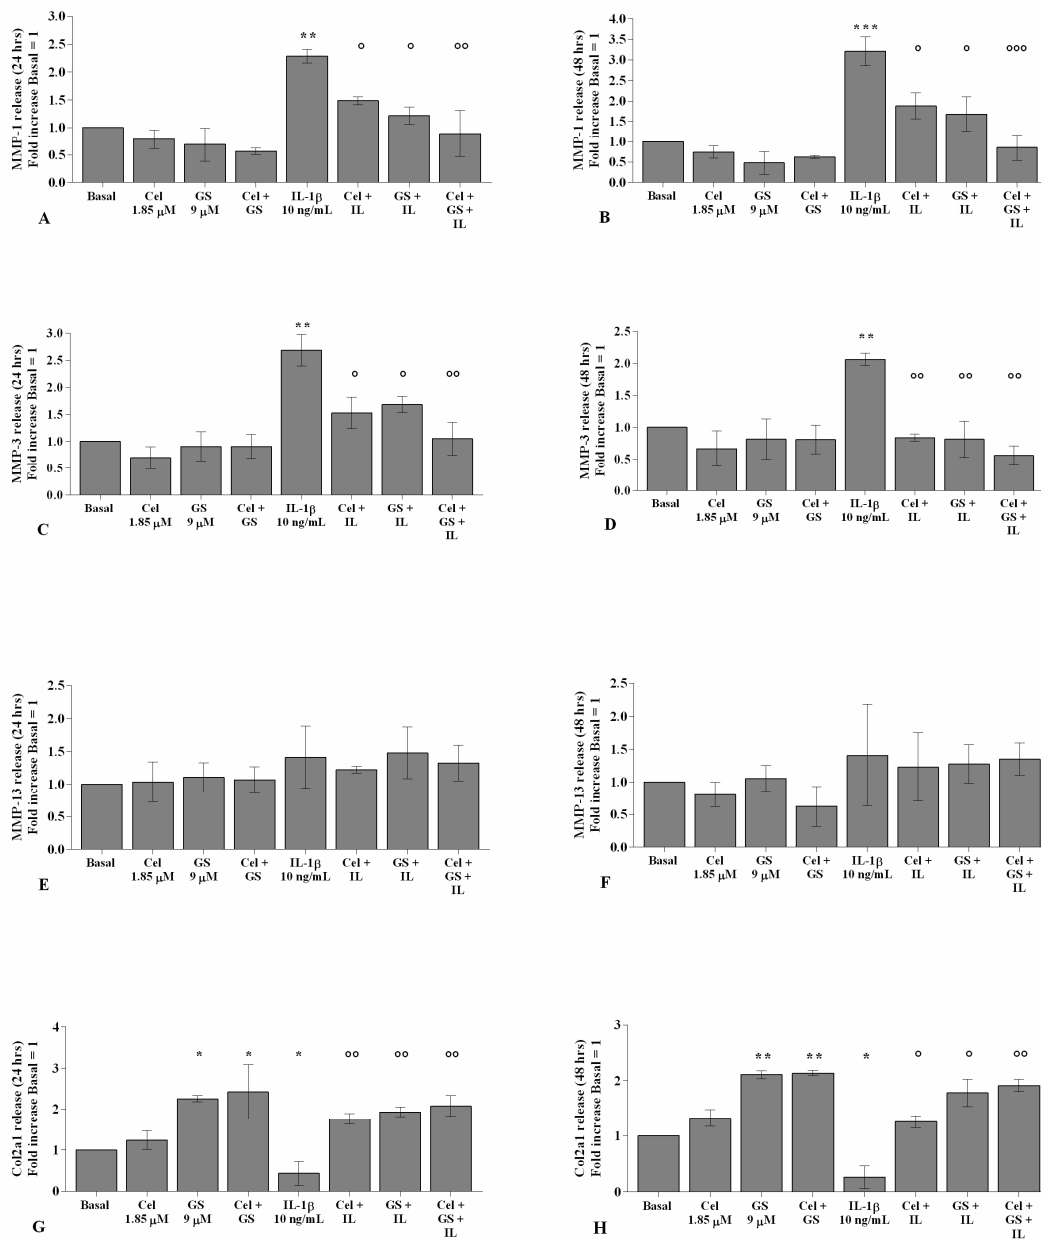 MMP-1 release (24 hrs)
Fold increase Basal = 1
3.0
2.5
2.0
1.5
1.0
0.5
0.0
**
°
°
°°
Basal Cel GS Cel + IL-1β Cel + GS + Cel +
1.85 µM 9 µM GS 10 ng/mL IL IL GS +
IL
A
MMP-1 release (48 hrs)
Fold increase Basal = 1
4.0
3.5
3.0
2.5
2.0
1.5
1.0
0.5
0.0
***
°
°
°°°
Basal Cel GS Cel + IL-1β Cel + GS + Cel +
1.85 µM 9 µM GS 10 ng/mL IL IL GS +
IL
B
MMP-3 release (24 hrs)
Fold increase Basal = 1
3.0
2.5
2.0
1.5
1.0
0.5
0.0
**
°
°
°°
Basal Cel GS Cel + IL-1β Cel + GS + Cel +
1.85 µM 9 µM GS 10 ng/mL IL IL GS +
IL
C
MMP-3 release (48 hrs)
Fold increase Basal = 1
2.5
2.0
1.5
1.0
0.5
0.0
**
°°
°°
°°
Basal Cel GS Cel + IL-1β Cel + GS + Cel +
1.85 µM 9 µM GS 10 ng/mL IL IL GS +
IL
D
MMP-13 release (24 hrs)
Fold increase Basal = 1
2.5
2.0
1.5
1.0
0.5
0.0
Basal Cel GS Cel + IL-1β Cel + GS + Cel +
1.85 µM 9 µM GS 10 ng/mL IL IL GS +
IL
E
MMP-13 release (48 hrs)
Fold increase Basal = 1
2.5
2.0
1.5
1.0
0.5
0.0
Basal Cel GS Cel + IL-1β Cel + GS + Cel +
1.85 µM 9 µM GS 10 ng/mL IL IL GS +
IL
F
Col2a1 release (24 hrs)
Fold increase Basal = 1
4
3
2
1
0
*
*
*
°°
°°
°°
Basal Cel GS Cel + IL-1β Cel + GS + Cel +
1.85 µM 9 µM GS 10 ng/mL IL IL GS +
IL
G
Col2a1 release (48 hrs)
Fold increase Basal = 1
3
2
1
0
**
**
*
°
°
°°
Basal Cel GS Cel + IL-1β Cel + GS + Cel +
1.85 µM 9 µM GS 10 ng/mL IL IL GS +
IL
H